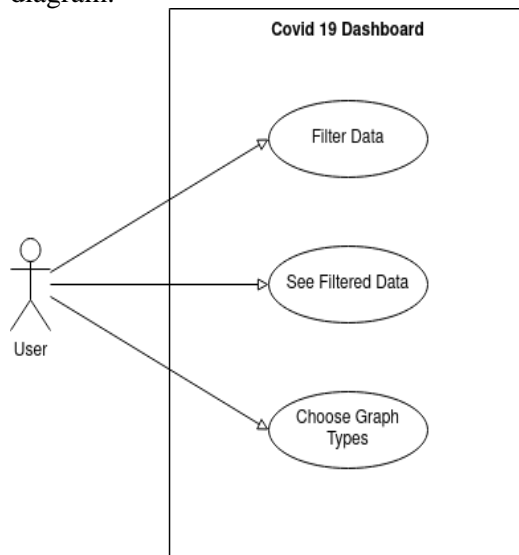 diagram.
Covid 19 Dashboard
Filter Data
See Filtered Data
User
Choose Graph
Types